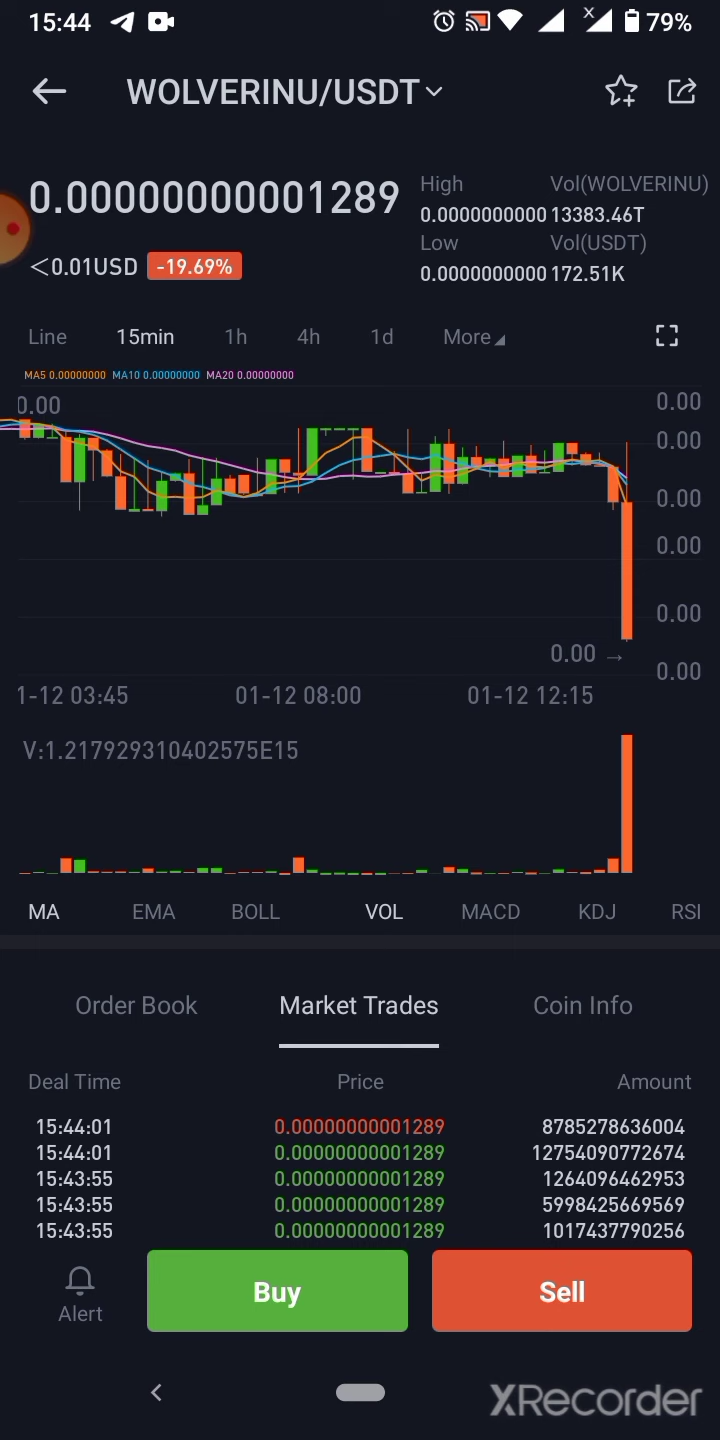 15:44
79%
WOLVERINU/USDT
0.00000000001289
High
Vol(WOLVERINU)
0.0000000000 13383.46T
Low
Vol(USDT)
0.0000000000 172.51K
<0.01USD -19.69%
Line 15min 1h 4h 1d More
MA5 0.00000000 MA10 0.00000000 MA20 0.00000000
0.00
0.00
0.00
0.00
0.00
0.00
0.00 →
0.00
1-12 03:45 01-12 08:00 01-12 12:15
V:1.217929310402575E15
MA EMA BOLL VOL MACD KDJ RSI
Order Book Market Trades Coin Info
Deal Time Price Amount
15:44:01 0.00000000001289 8785278636004
15:44:01 0.00000000001289 12754090772674
15:43:55 0.00000000001289 1264096462953
15:43:55 0.00000000001289 5998425669569
15:43:55 0.00000000001289 1017437790256
Alert
Buy
Sell
XRecorder